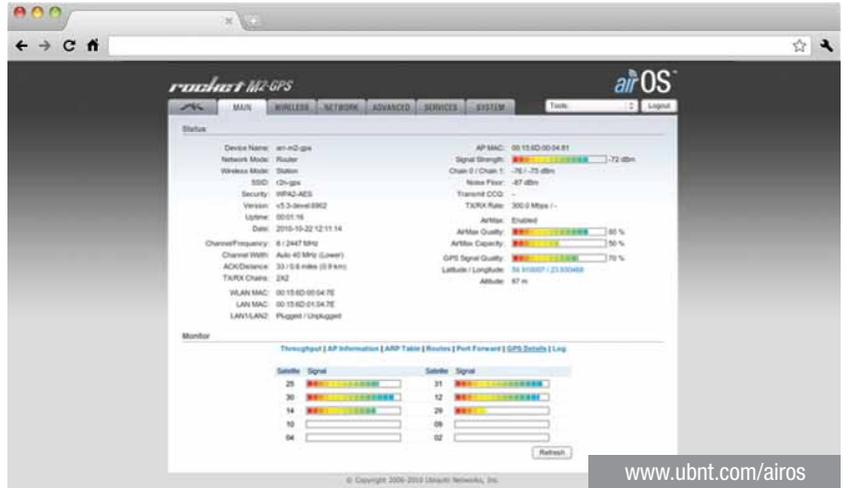 rocket M2-GPS
airOS™
MAIN WIRELESS NETWORK ADVANCED SERVICES SYSTEM Tools: Logout
Status
Device Name: arr-m2-gps
Network Mode: Router
Wireless Mode: Station
SSID: r2n-gps
Security: WPA2-AES
Version: v5.3-devel.6902
Uptime: 00:01:16
Date: 2010-10-22 12:11:14
Channel/Frequency: 6 / 2447 MHz
Channel Width: Auto 40 MHz (Lower)
ACK/Distance: 33 / 0.6 miles (0.9 km)
TX/RX Chains: 2X2
WLAN MAC: 00:15:6D:00:04:7E
LAN MAC: 00:15:6D:01:04:7E
LAN1/LAN2: Plugged / Unplugged
AP MAC: 00:15:6D:00:04:81
Signal Strength: -72 dBm
Chain 0 / Chain 1: -76 / -75 dBm
Noise Floor: -87 dBm
Transmit CCQ: -
TX/RX Rate: 300.0 Mbps / -
AirMax: Enabled
AirMax Quality: 80 %
AirMax Capacity: 50 %
GPS Signal Quality: 70 %
Latitude / Longitude:
Altitude: 67 m
Monitor
Throughput | AP Information | ARP Table | Routes | Port Forward | GPS Details | Log
Satellite Signal Satellite Signal
25 31
30 12
14 29
10 09
04 02
Refresh
© Copyright 2006-2010 Ubiquiti Networks, Inc.
www.ubnt.com/airos